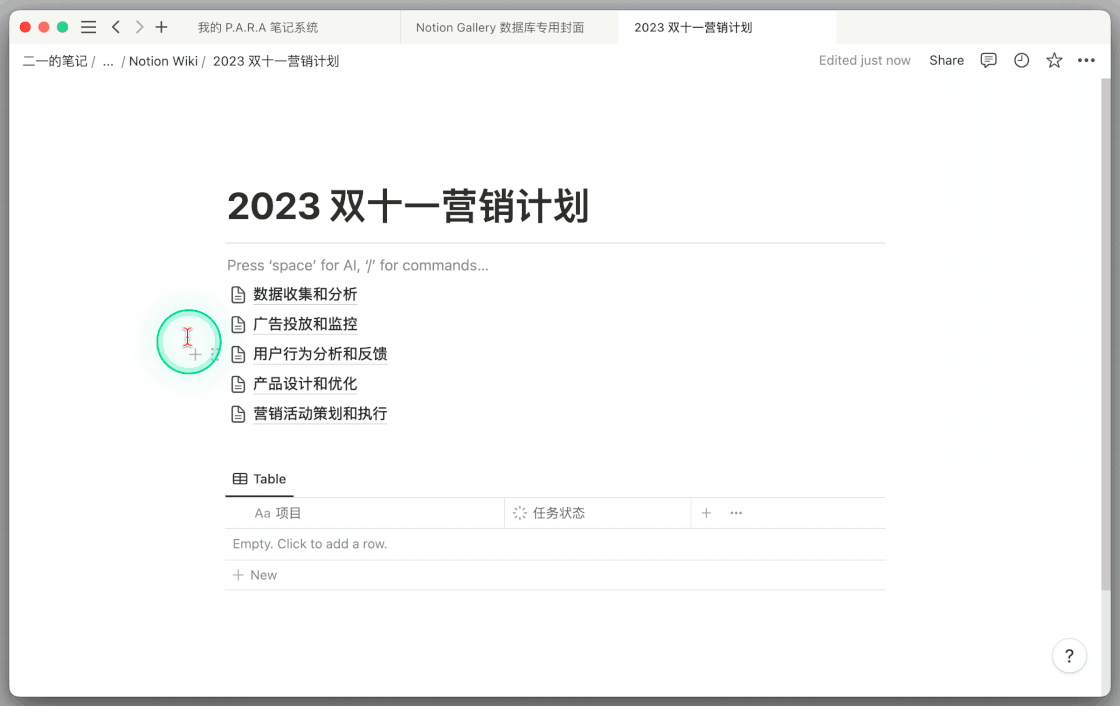 我的 P.A.R.A 笔记系统
Notion Gallery 数据库专用封面
2023 双十一营销计划
二一的笔记 / ... / Notion Wiki / 2023 双十一营销计划
Edited just now
Share
2023 双十一营销计划
Press ‘space’ for AI, ‘/’ for commands...
数据收集和分析
广告投放和监控
用户行为分析和反馈
产品设计和优化
营销活动策划和执行
Table
Aa 项目
任务状态
Empty. Click to add a row.
New
?